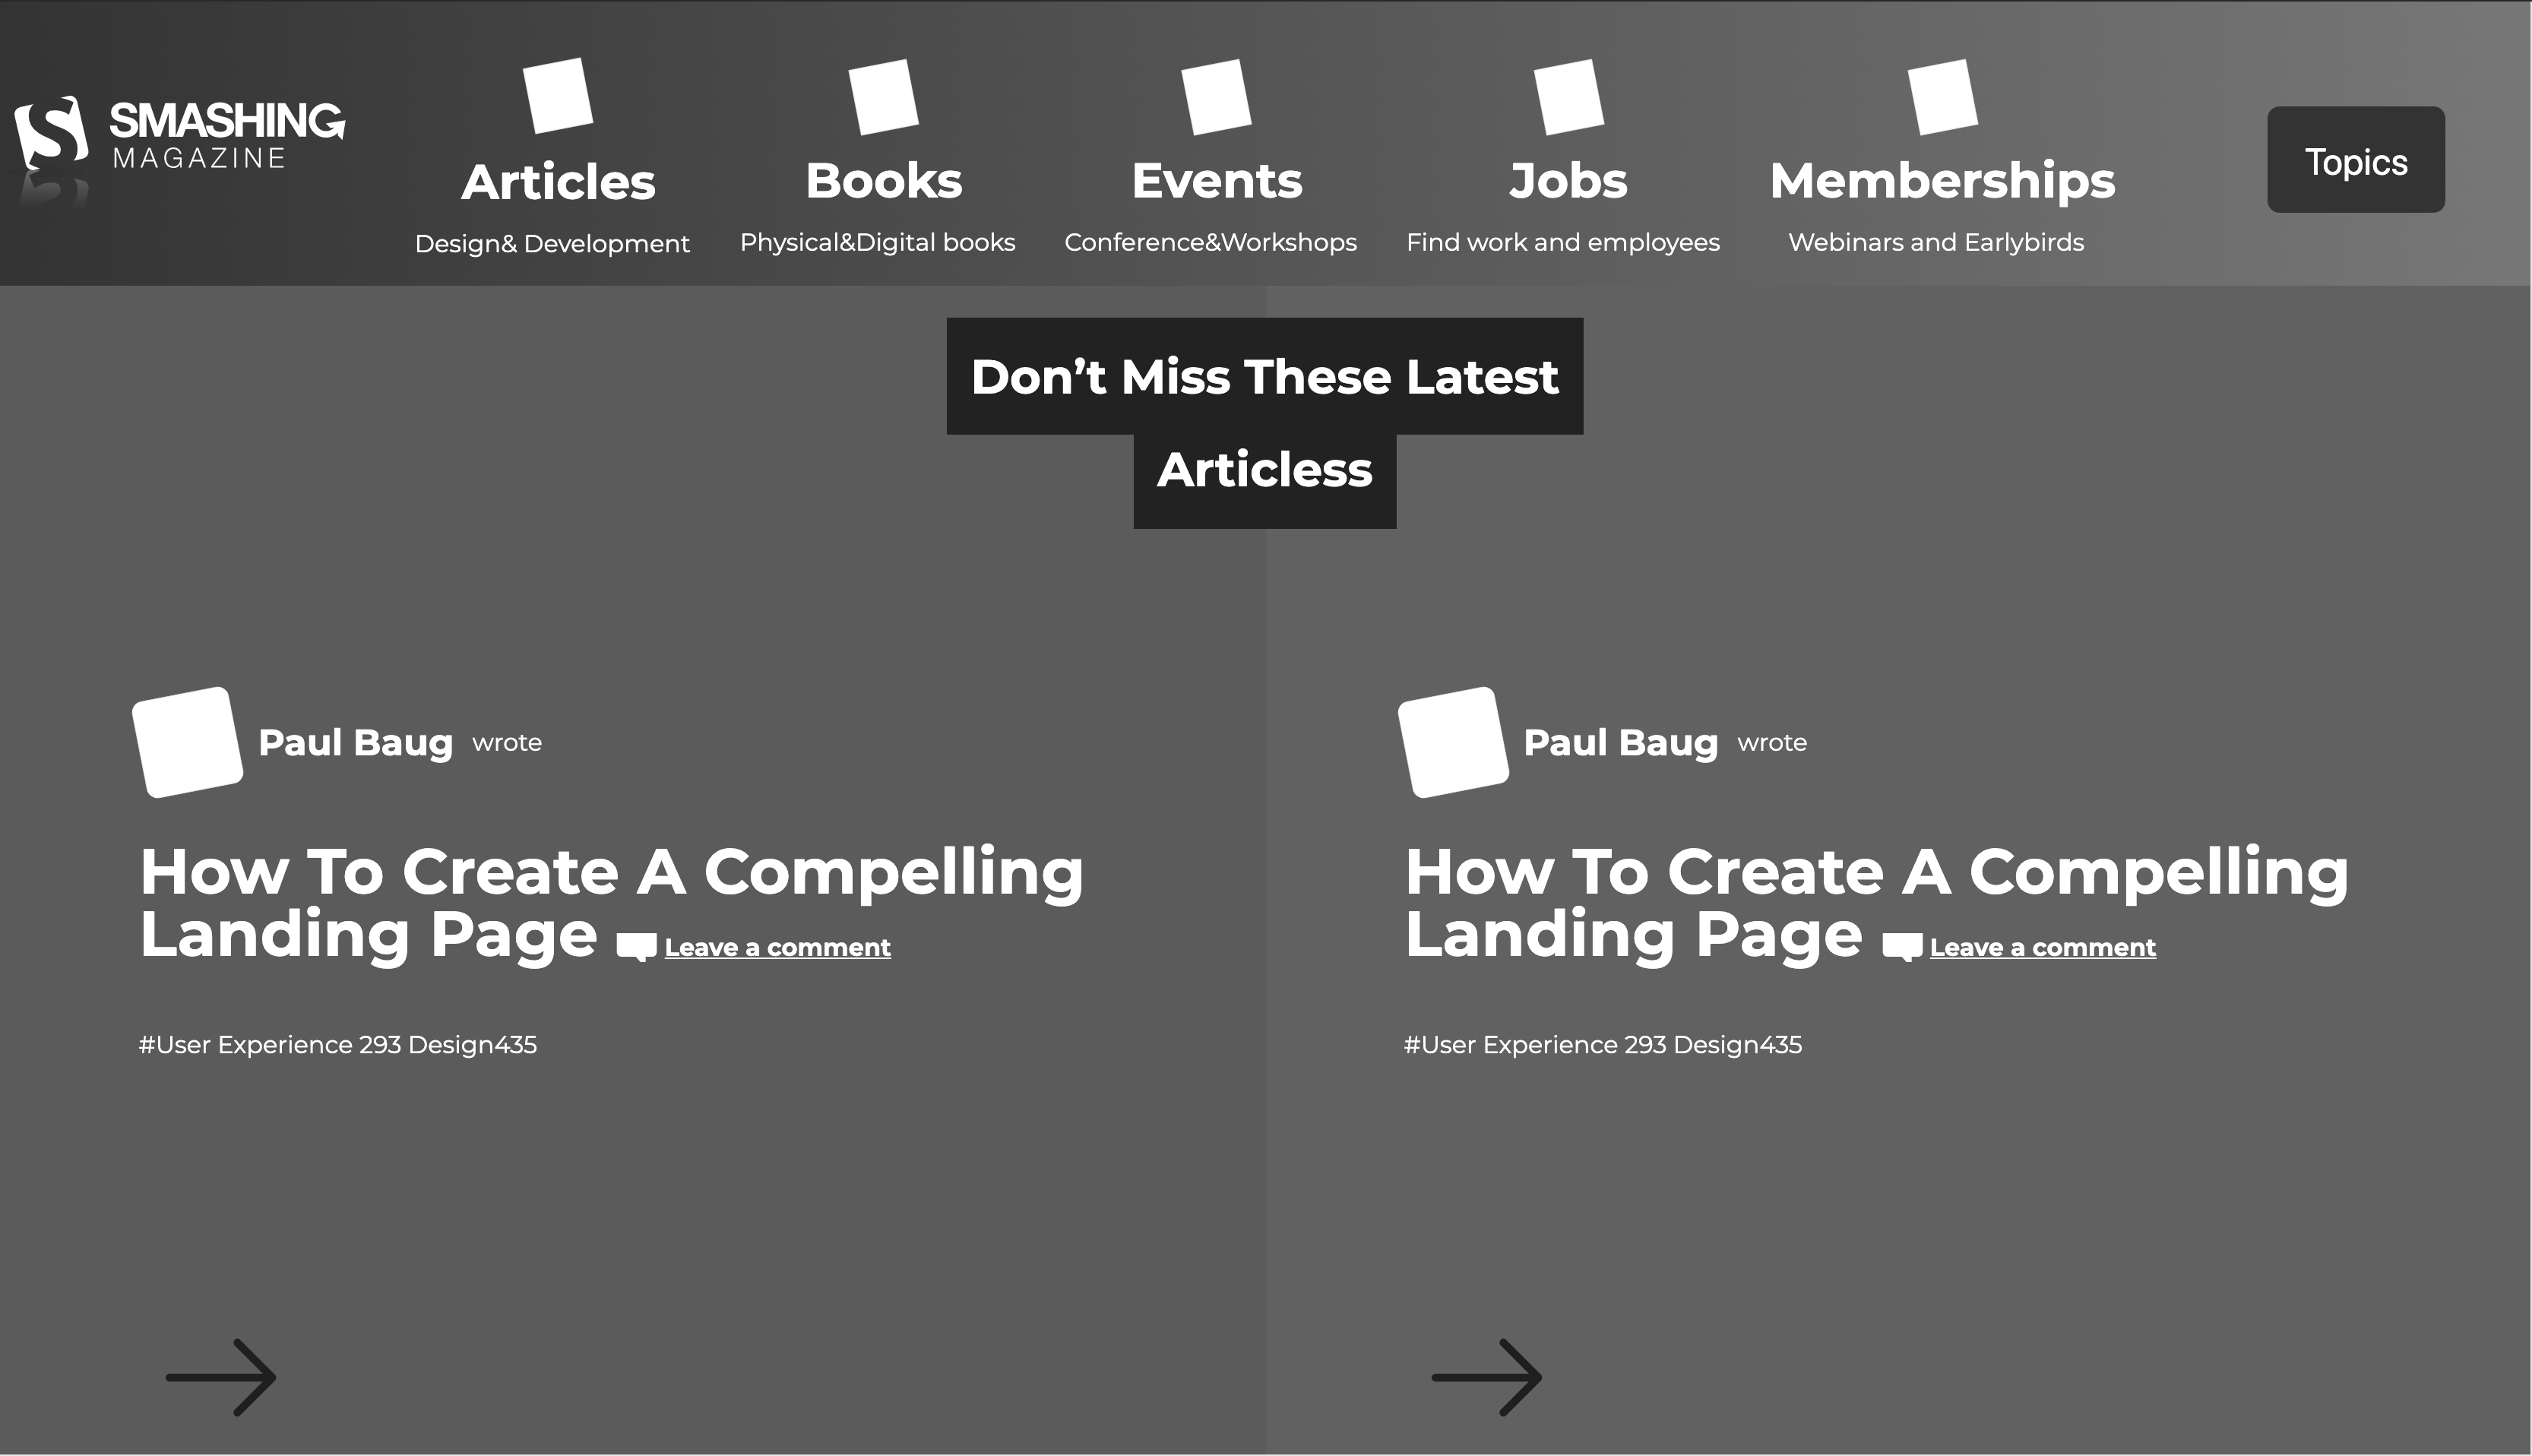 SMASHING
MAGAZINE
Articles
Design& Development
Books
Physical&Digital books
Events
Conference&Workshops
Jobs
Find work and employees
Memberships
Webinars and Earlybirds
Topics
Don’t Miss These Latest
Articless
Paul Baug wrote
How To Create A Compelling
Landing Page Leave a comment
#User Experience 293 Design435
Paul Baug wrote
How To Create A Compelling
Landing Page Leave a comment
#User Experience 293 Design435